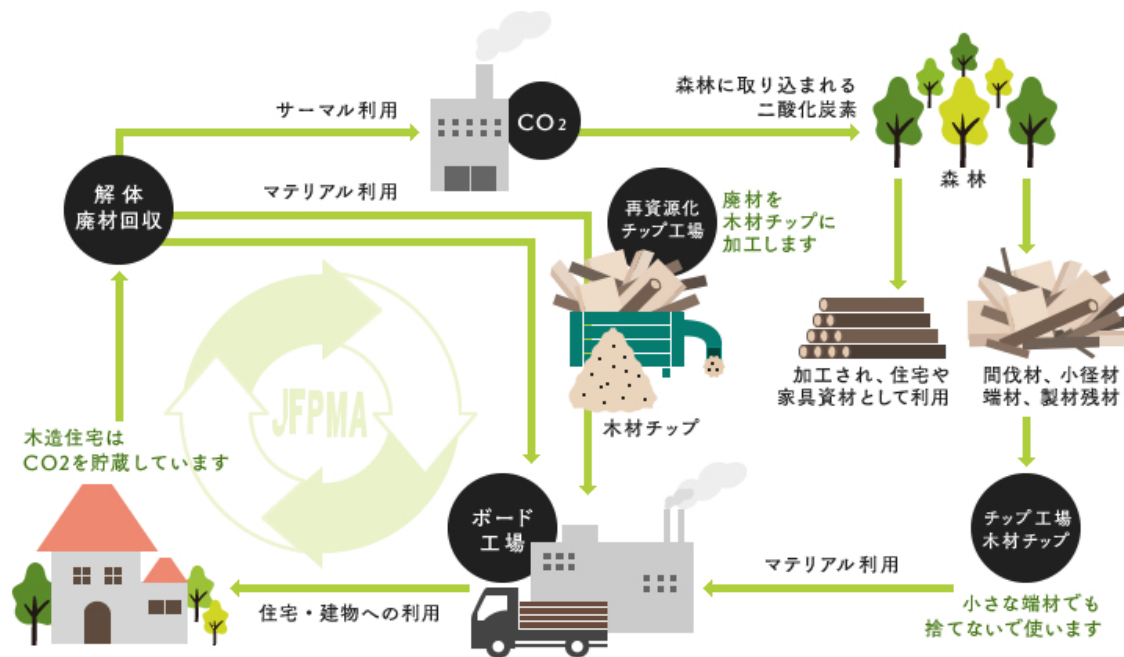 サーマル利用
CO2
森林に取り込まれる
二酸化炭素
森林
解体
廃材回収
マテリアル利用
再資源化
チップ工場
廃材を
木材チップに
加工します
加工され、住宅や
家具資材として利用
間伐材、小径材
端材、製材残材
JFPMA
木材チップ
木造住宅は
CO2を貯蔵しています
ボード
工場
チップ工場
木材チップ
マテリアル利用
住宅・建物への利用
小さな端材でも
捨てないで使います